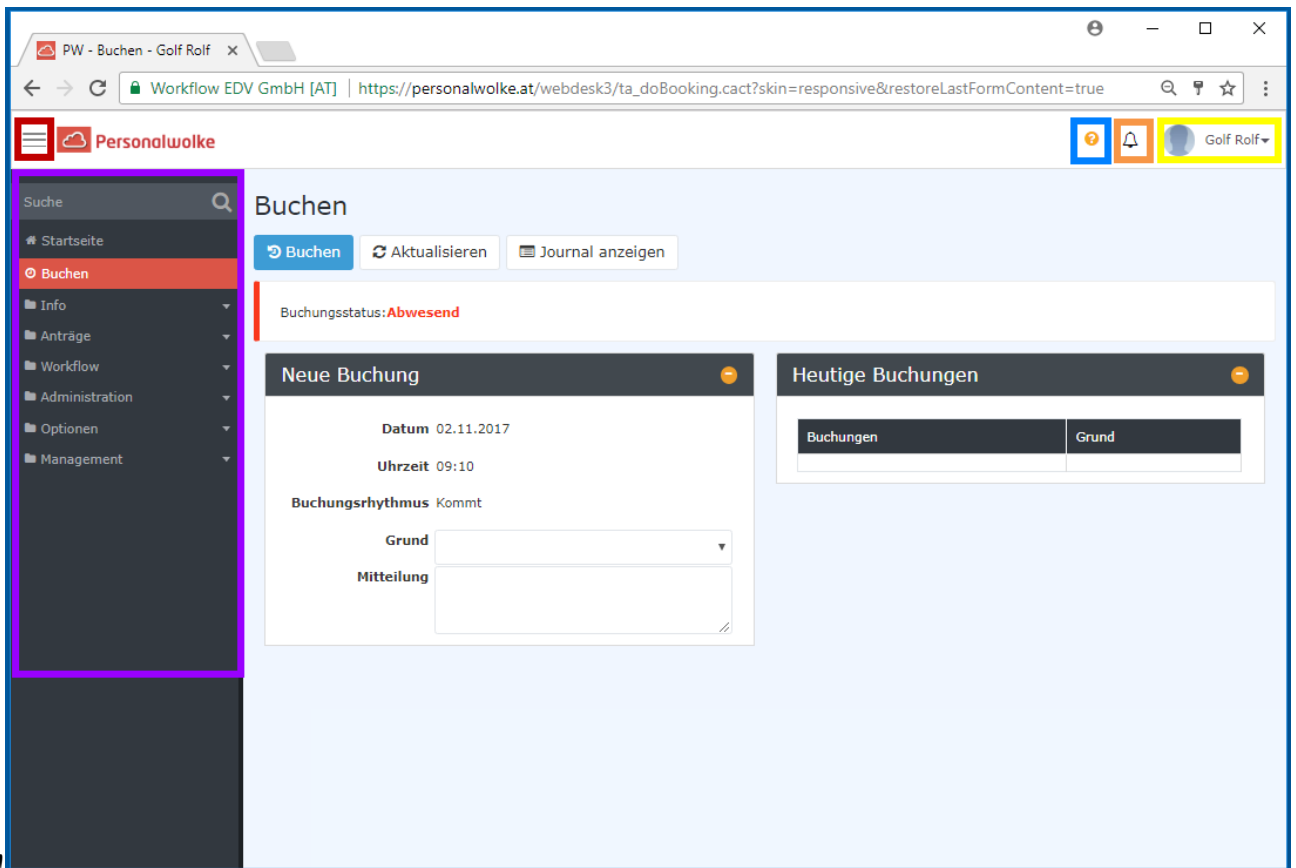 PW - Buchen - Golf Rolf
Workflow EDV GmbH [AT] | https://personalwolke.at/webdesk3/ta_doBooking.cact?skin=responsive&restoreLastFormContent=true
Personalwolke
Golf Rolf
Suche
Startseite
Buchen
Info
Anträge
Workflow
Administration
Optionen
Management
Buchen
Buchen Aktualisieren Journal anzeigen
Buchungsstatus:Abwesend
Neue Buchung
Datum 02.11.2017
Uhrzeit 09:10
Buchungsrhythmus Kommt
Grund
Mitteilung
Heutige Buchungen
Buchungen Grund